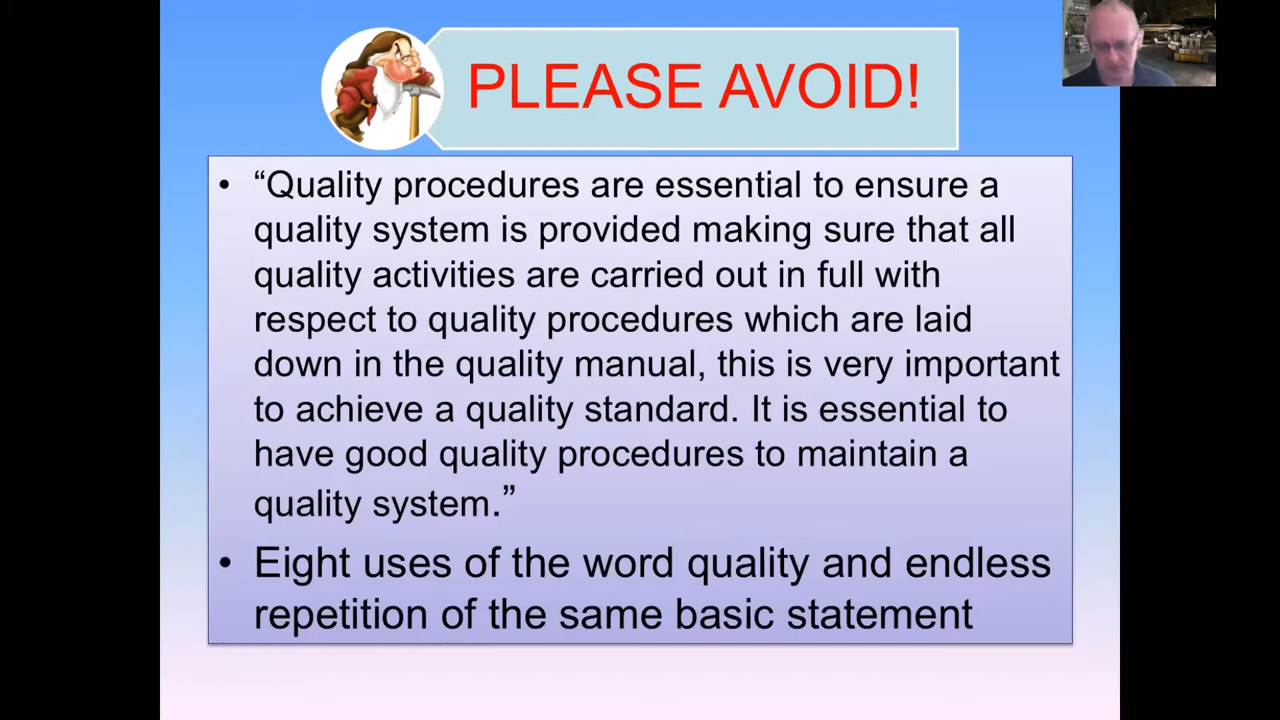 PLEASE AVOID!
• “Quality procedures are essential to ensure a
quality system is provided making sure that all
quality activities are carried out in full with
respect to quality procedures which are laid
down in the quality manual, this is very important
to achieve a quality standard. It is essential to
have good quality procedures to maintain a
quality system.”
• Eight uses of the word quality and endless
repetition of the same basic statement